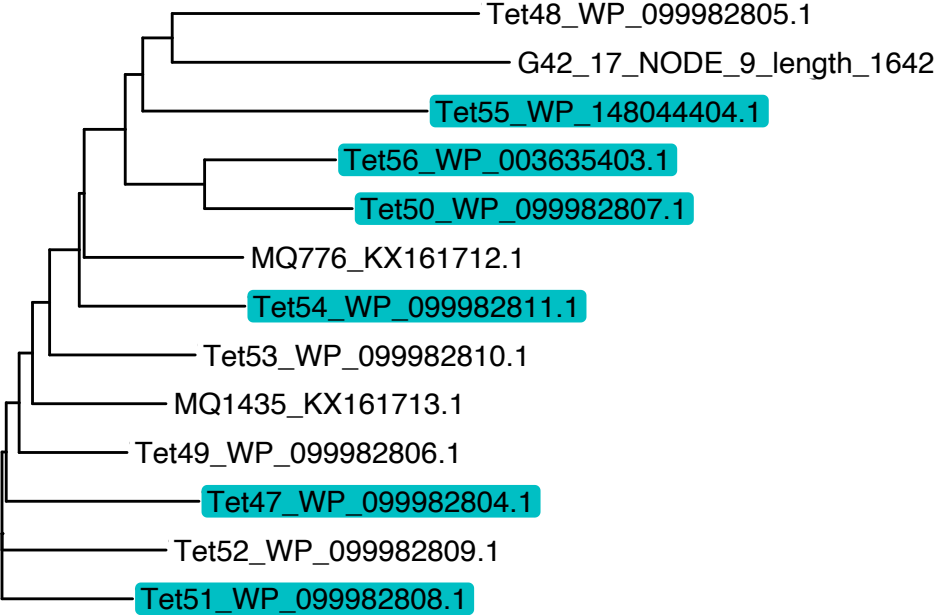 Tet48_WP_099982805.1
G42_17_NODE_9_length_1642
Tet55_WP_148044404.1
Tet56_WP_003635403.1
Tet50_WP_099982807.1
MQ776_KX161712.1
Tet54_WP_099982811.1
Tet53_WP_099982810.1
MQ1435_KX161713.1
Tet49_WP_099982806.1
Tet47_WP_099982804.1
Tet52_WP_099982809.1
Tet51_WP_099982808.1